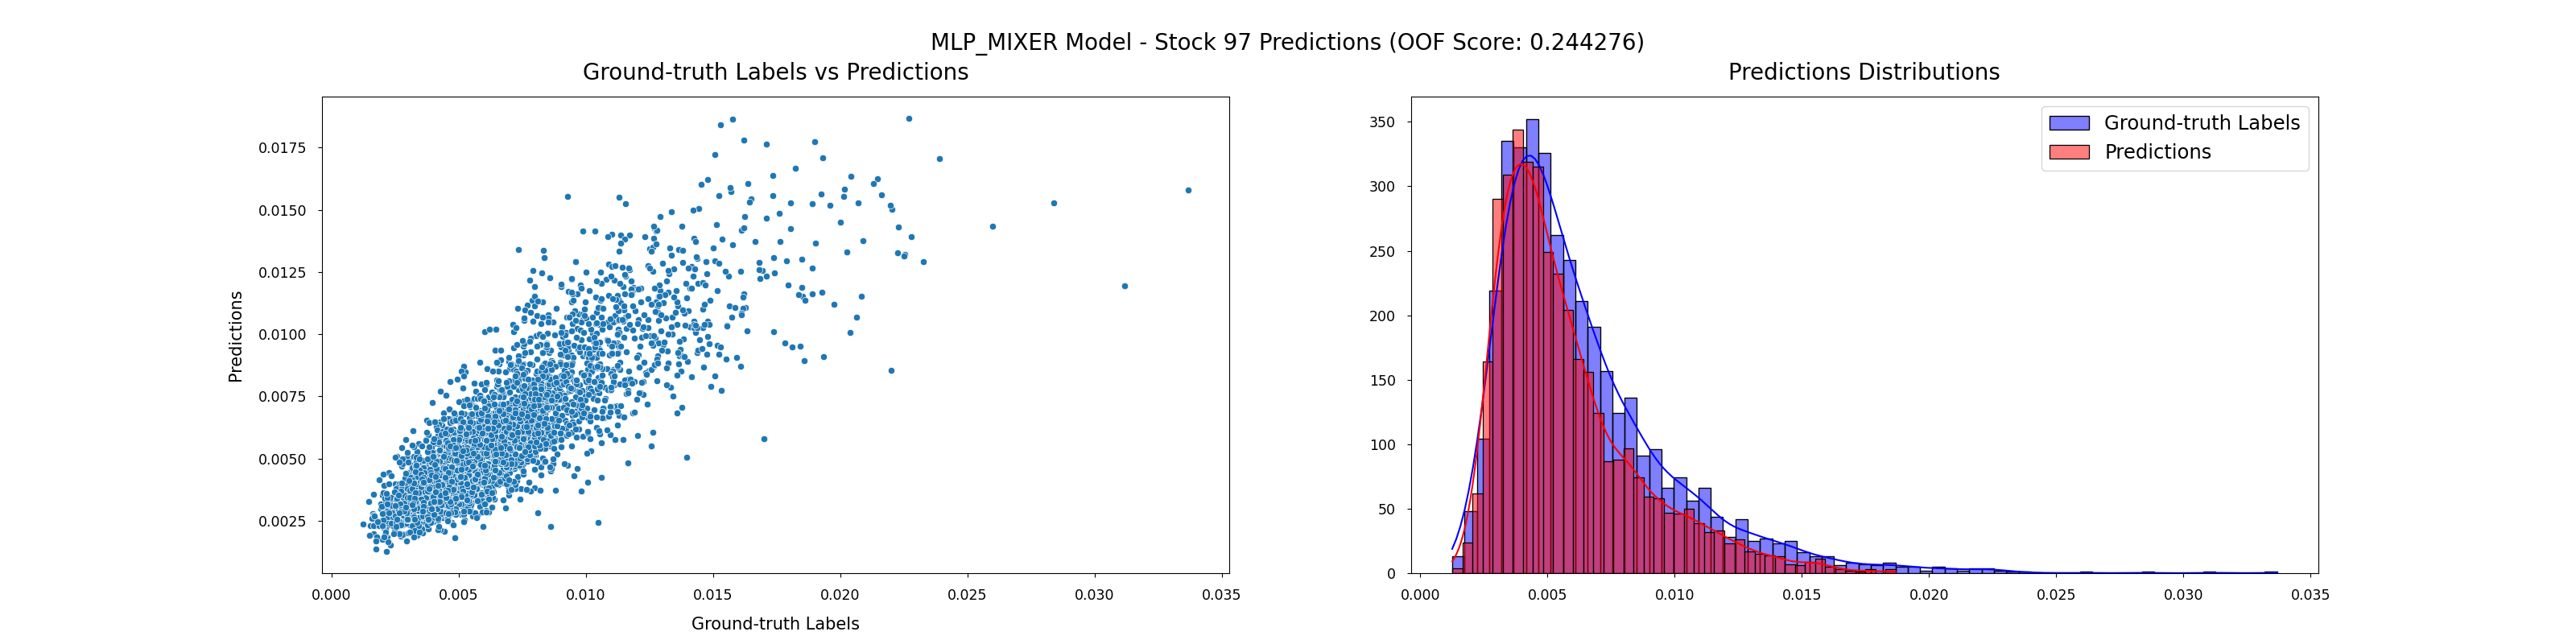 MLP_MIXER Model - Stock 97 Predictions (OOF Score: 0.244276)
Ground-truth Labels vs Predictions
Predictions
0.0175
0.0150
0.0125
0.0100
0.0075
0.0050
0.0025
0.000 0.005 0.010 0.015 0.020 0.025 0.030 0.035
Ground-truth Labels
Predictions Distributions
Ground-truth Labels
Predictions
350
300
250
200
150
100
50
0
0.000 0.005 0.010 0.015 0.020 0.025 0.030 0.035